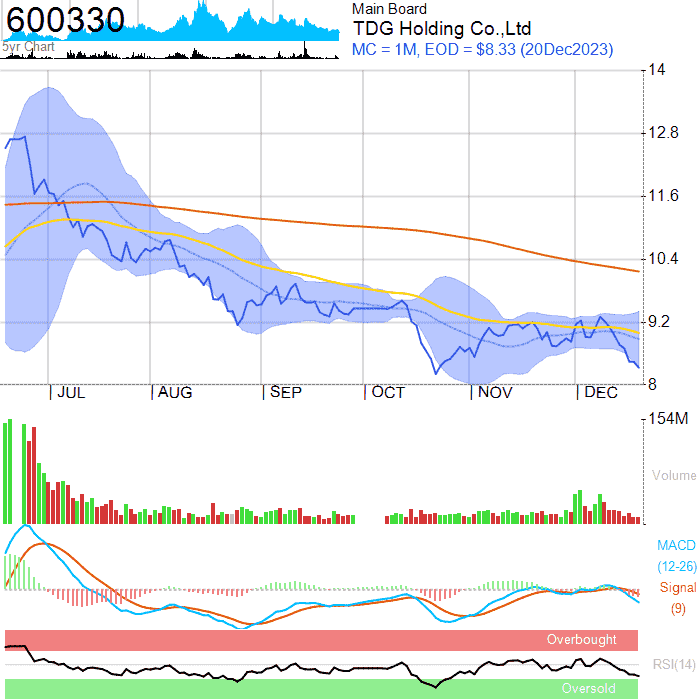 600330
5yr Chart
Main Board
TDG Holding Co.,Ltd
MC = 1M, EOD = $8.33 (20Dec2023)
14
12.8
11.6
10.4
9.2
8
JUL AUG SEP OCT NOV DEC
154M
Volume
MACD
(12-26)
Signal
(9)
Overbought
RSI(14)
Oversold